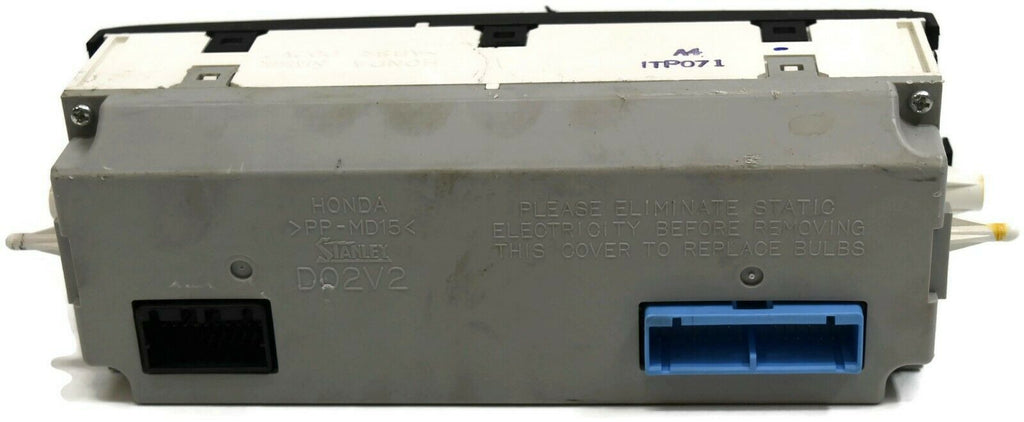 M
ITP071
HONDA
>PP-MD15<
STANLEY
D02V2
PLEASE ELIMINATE STATIC
ELECTRICITY BEFORE REMOVING
THIS COVER TO REPLACE BULBS